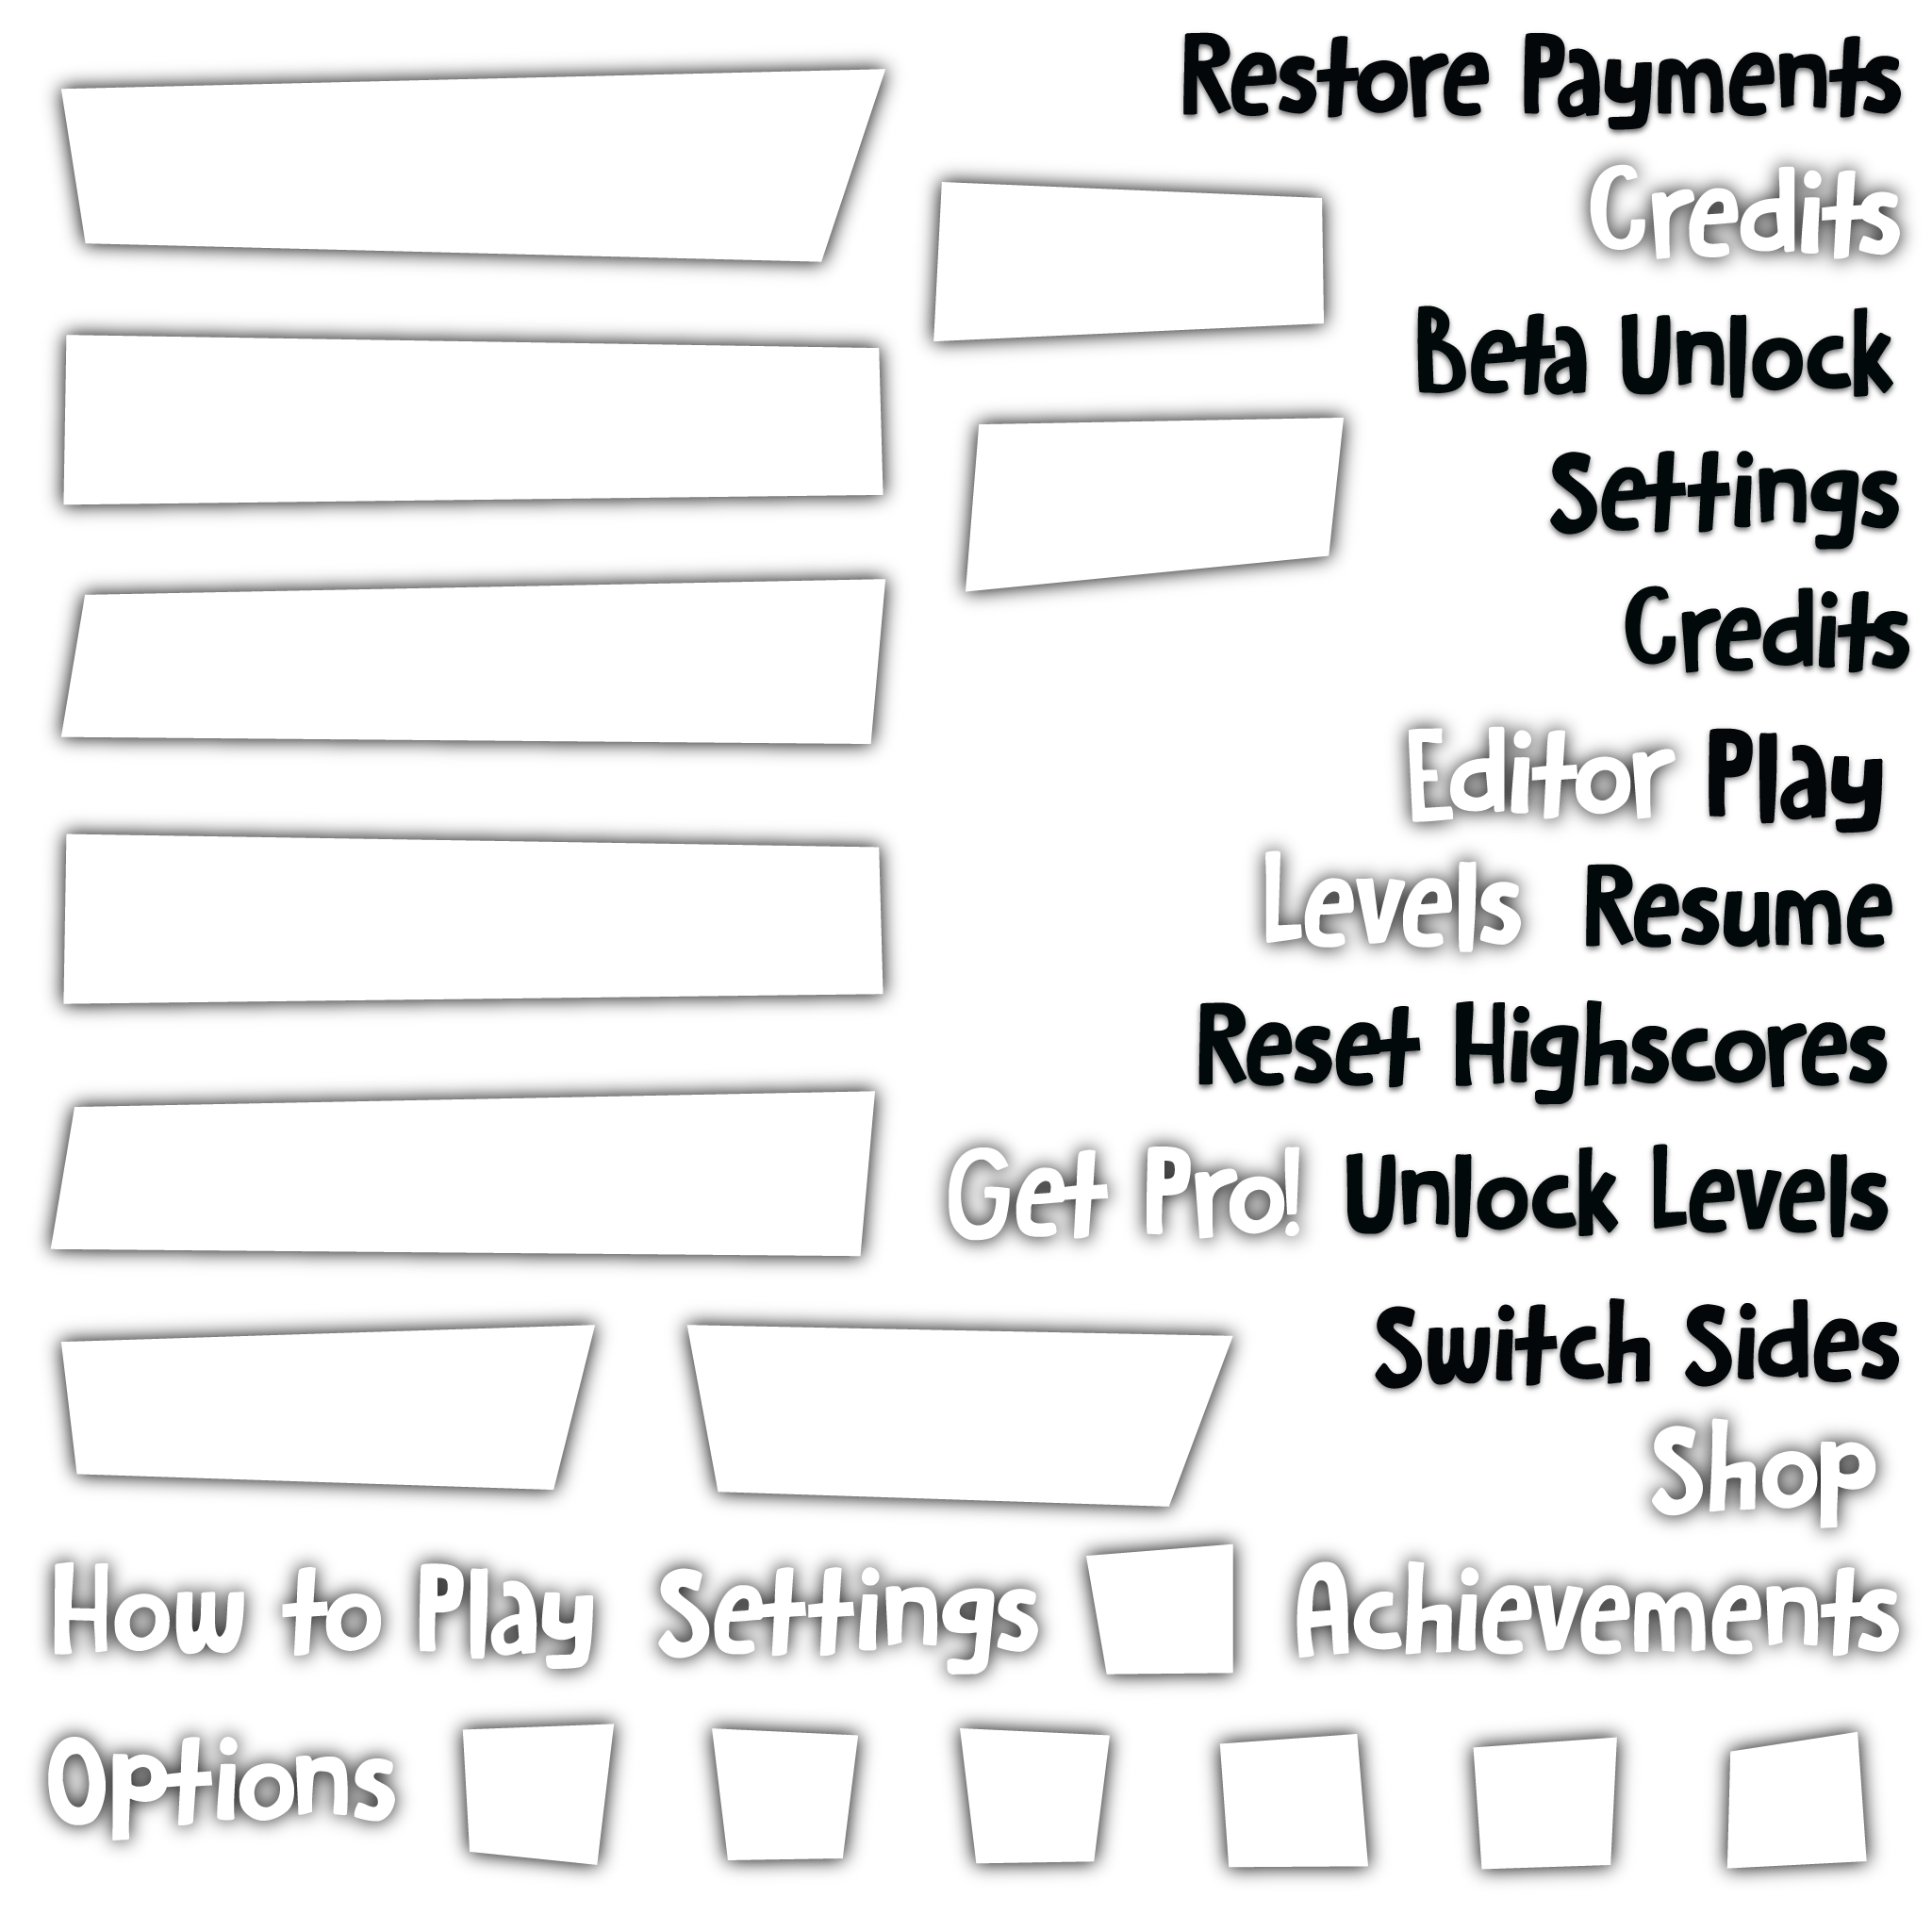 Restore Payments
Credits
Beta Unlock
Settings
Credits
Editor Play
Levels Resume
Reset Highscores
Get Pro! Unlock Levels
Switch Sides
Shop
How to Play Settings Achievements
Options